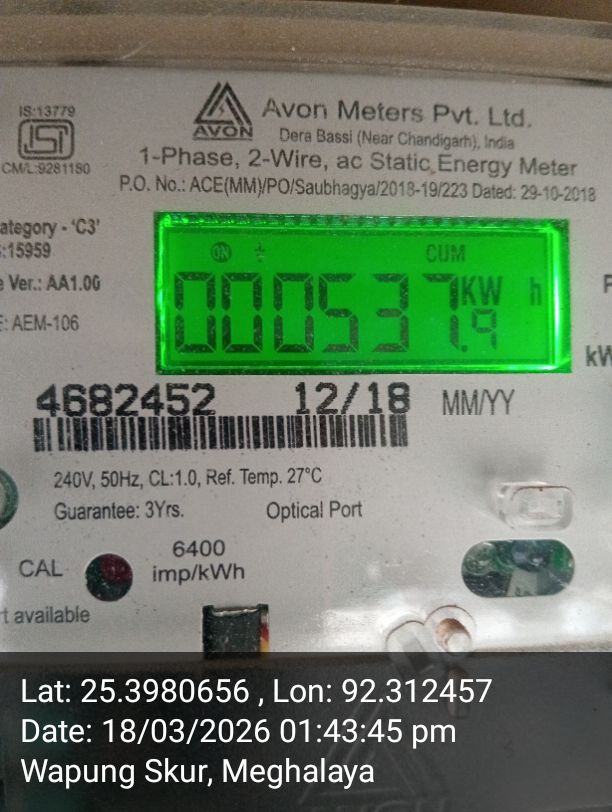 IS:13779
ISI
CM/L:9281180
AVON
Avon Meters Pvt. Ltd.
Dera Bassi (Near Chandigarh), India
1-Phase, 2-Wire, ac Static Energy Meter
P.O. No.: ACE(MM)/PO/Saubhagya/2018-19/223 Dated: 29-10-2018
ategory - 'C3'
:15959
e Ver.: AA1.00
: AEM-106
ON CUM
000537.9 KW h
kW
4682452 12/18 MM/YY
240V, 50Hz, CL:1.0, Ref. Temp. 27°C
Guarantee: 3Yrs. Optical Port
CAL
6400
imp/kWh
t available
Lat: 25.3980656 , Lon: 92.312457
Date: 18/03/2026 01:43:45 pm
Wapung Skur, Meghalaya